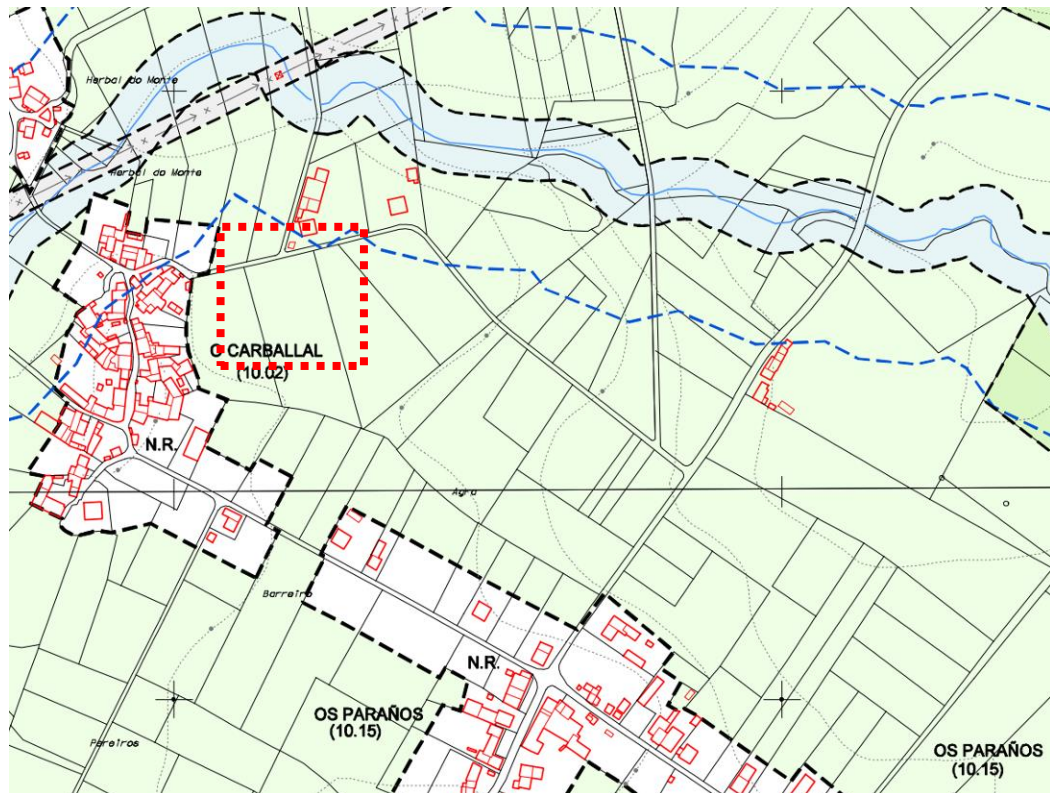 Herbal do Monte
Herbal do Monte
O CARBALLAL
(10.02)
N.R.
Agra
Barreiro
N.R.
OS PARAÑOS
(10.15)
Pereiros
OS PARAÑOS
(10.15)